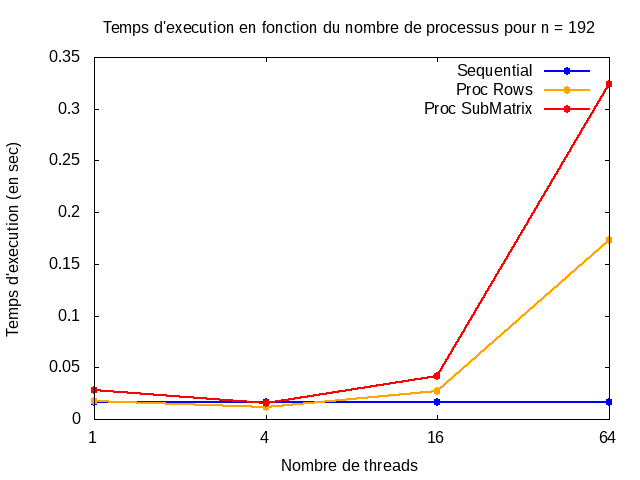 Temps d'execution en fonction du nombre de processus pour n = 192
0.35
0.3
0.25
0.2
0.15
0.1
0.05
0
Temps d'execution (en sec)
Sequential
Proc Rows
Proc SubMatrix
1 4 16 64
Nombre de threads